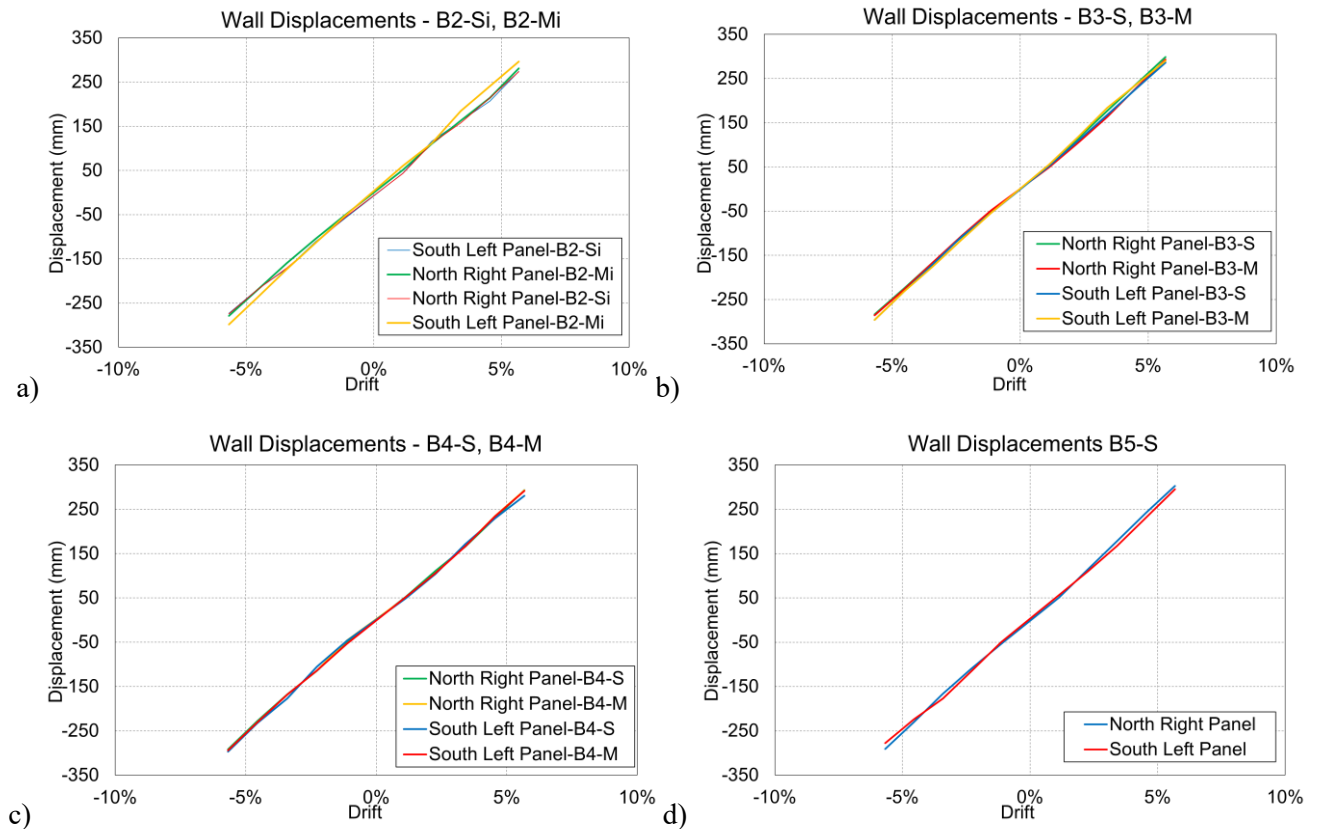 Wall Displacements - B2-Si, B2-Mi
350
250
150
50
-50
-150
-250
-350
Displacement (mm)
South Left Panel-B2-Si
North Right Panel-B2-Mi
North Right Panel-B2-Si
South Left Panel-B2-Mi
-10%
-5%
0%
5%
10%
Drift
a)
Wall Displacements - B3-S, B3-M
350
250
150
50
-50
-150
-250
-350
Displacement (mm)
North Right Panel-B3-S
North Right Panel-B3-M
South Left Panel-B3-S
South Left Panel-B3-M
-10%
-5%
0%
5%
10%
Drift
b)
Wall Displacements - B4-S, B4-M
350
250
150
50
-50
-150
-250
-350
Displacement (mm)
North Right Panel-B4-S
North Right Panel-B4-M
South Left Panel-B4-S
South Left Panel-B4-M
-10%
-5%
0%
5%
10%
Drift
c)
Wall Displacements B5-S
350
250
150
50
-50
-150
-250
-350
Displacement (mm)
North Right Panel
South Left Panel
-10%
-5%
0%
5%
10%
Drift
d)